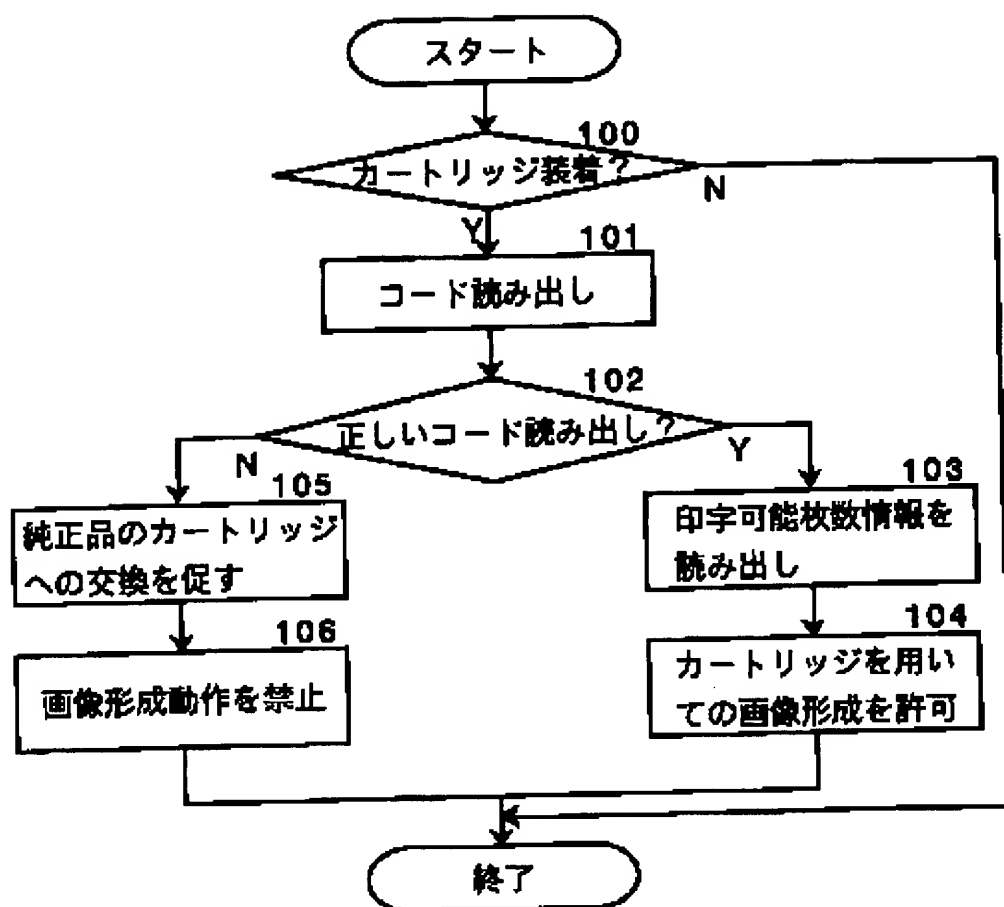 スタート
100
カートリッジ装着?
N
Y
101
コード読み出し
102
正しいコード読み出し?
N
Y
105
純正品のカートリッジ
への交換を促す
103
印字可能枚数情報を
読み出し
106
画像形成動作を禁止
104
カートリッジを用い
ての画像形成を許可
終了